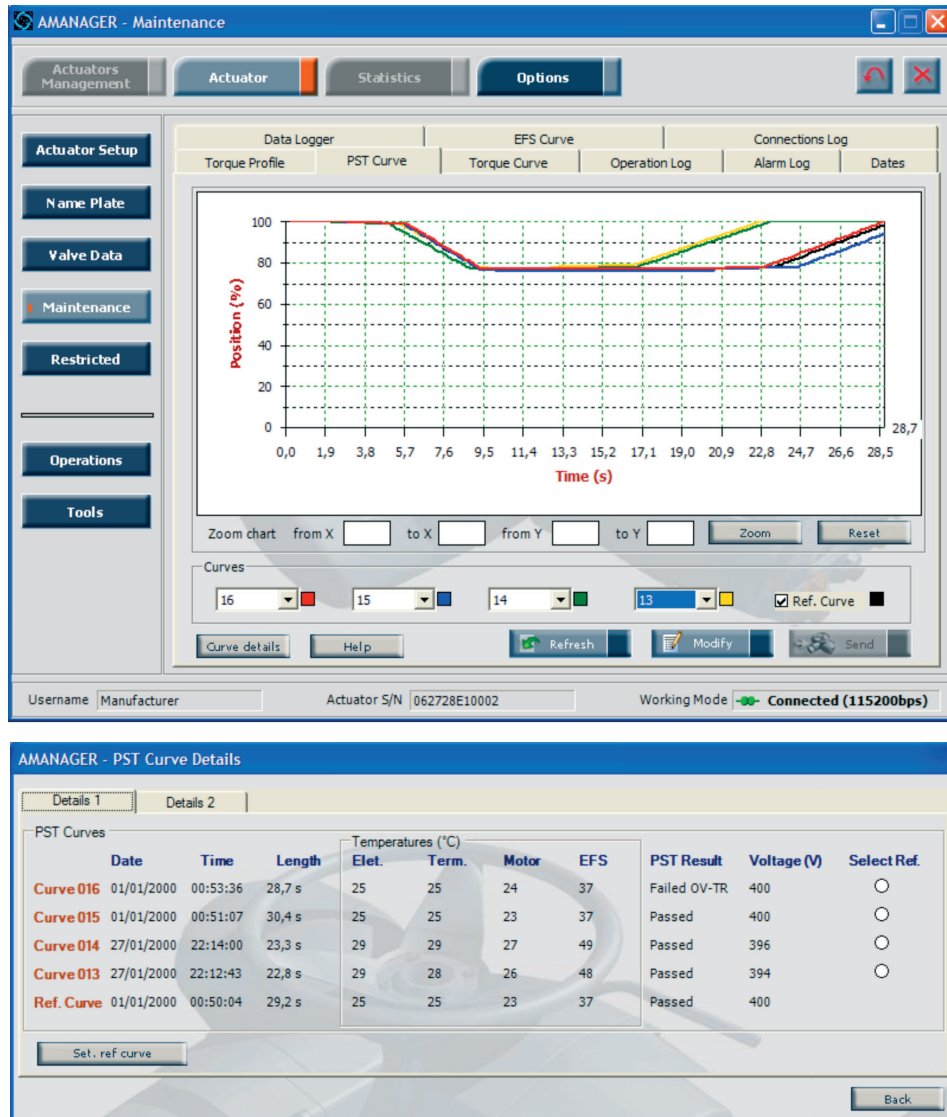 AMANAGER - Maintenance
Actuators Management Actuator Statistics Options
Actuator Setup
Name Plate
Valve Data
Maintenance
Restricted
Operations
Tools
Data Logger EFS Curve Connections Log
Torque Profile PST Curve Torque Curve Operation Log Alarm Log Dates
Position (%)
100
80
60
40
20
0
28,7
0,0 1,9 3,8 5,7 7,6 9,5 11,4 13,3 15,2 17,1 19,0 20,9 22,8 24,7 26,6 28,5
Time (s)
Zoom chart from X to X from Y to Y Zoom Reset
Curves
16 15 14 13 Ref. Curve
Curve details Help Refresh Modify Send
Username Manufacturer Actuator S/N 062728E10002 Working Mode Connected (115200bps)
AMANAGER - PST Curve Details
Details 1 Details 2
PST Curves Temperatures (°C)
Date Time Length Elet. Term. Motor EFS PST Result Voltage (V) Select Ref.
Curve 016 01/01/2000 00:53:36 28,7 s 25 25 24 37 Failed OV-TR 400
Curve 015 01/01/2000 00:51:07 30,4 s 25 25 23 37 Passed 400
Curve 014 27/01/2000 22:14:00 23,3 s 29 29 27 49 Passed 396
Curve 013 27/01/2000 22:12:43 22,8 s 29 28 26 48 Passed 394
Ref. Curve 01/01/2000 00:50:04 29,2 s 25 25 23 37 Passed 400
Set. ref curve
Back